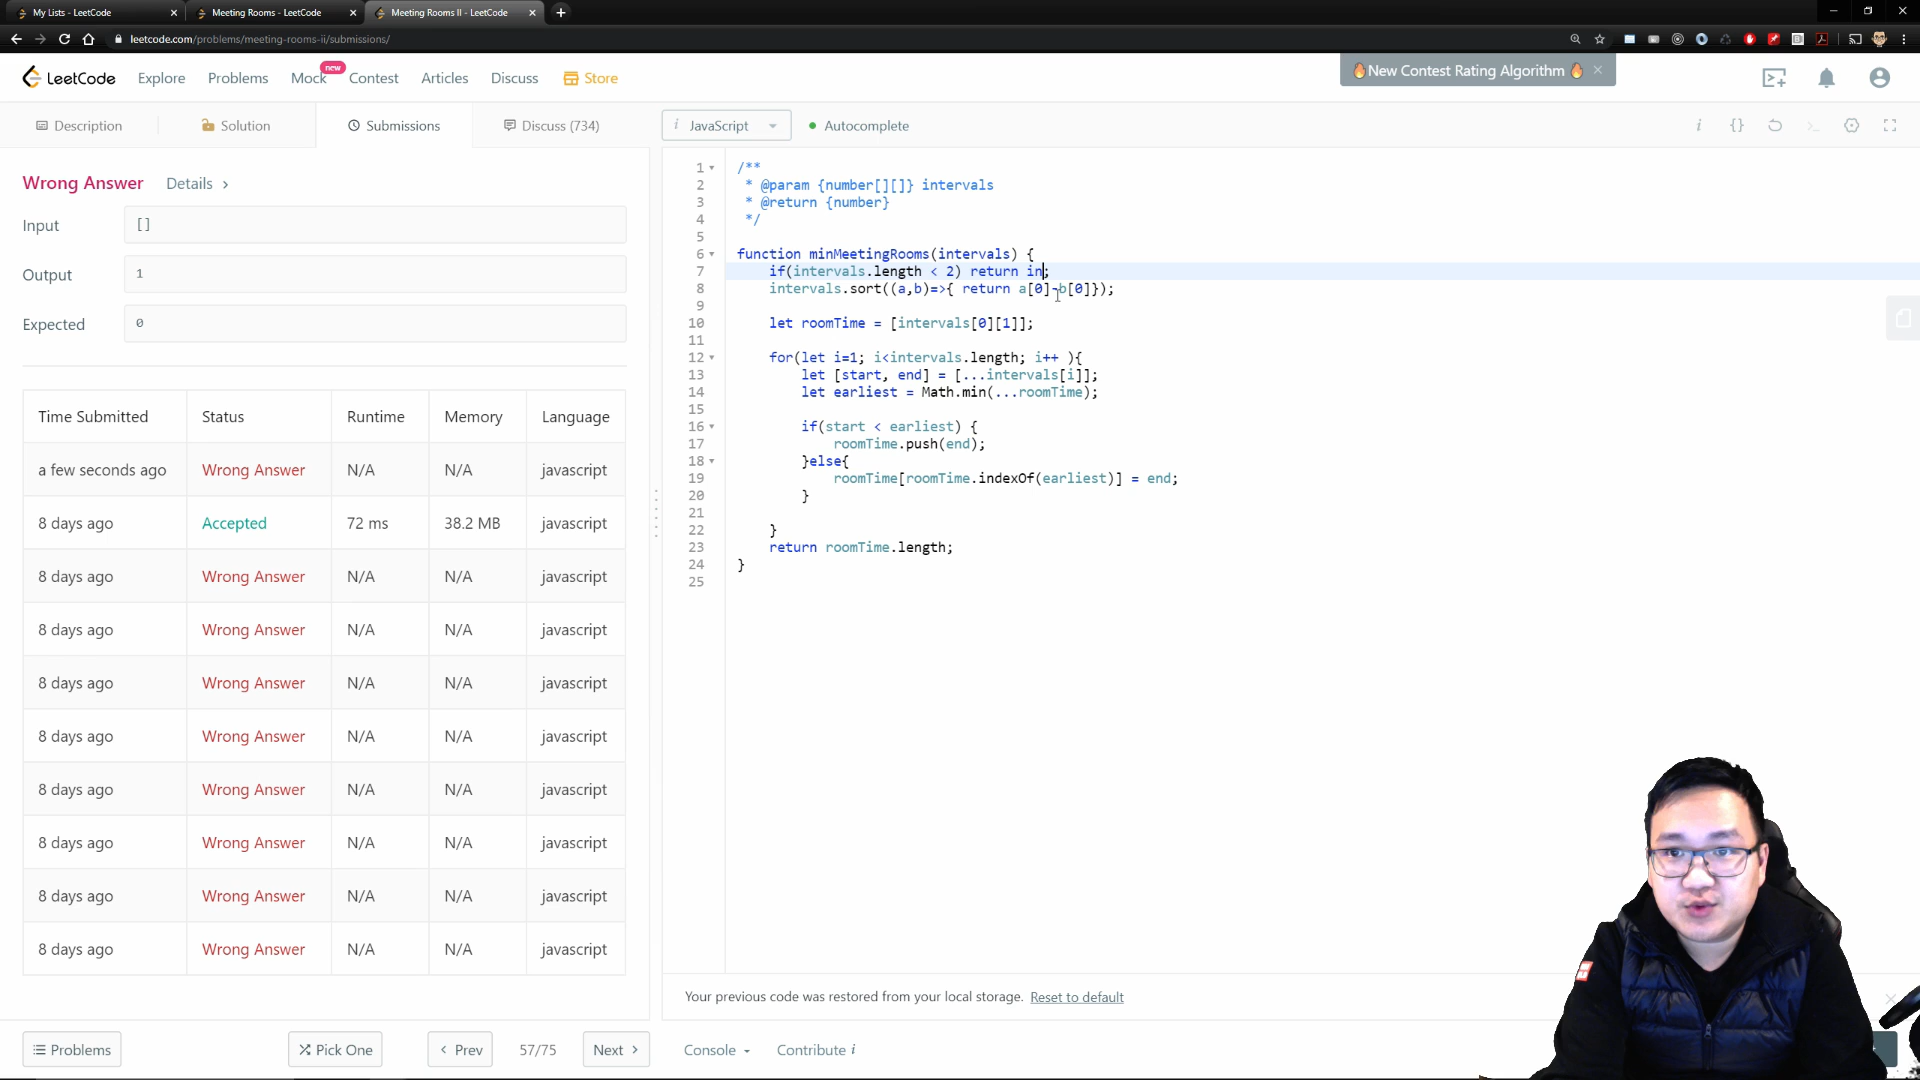 My Lists - LeetCode
Meeting Rooms - LeetCode
Meeting Rooms II - LeetCode
leetcode.com/problems/meeting-rooms-ii/submissions/
LeetCode Explore Problems Mock new Contest Articles Discuss Store
🔥New Contest Rating Algorithm 🔥
Description Solution Submissions Discuss (734)
i JavaScript Autocomplete
Wrong Answer Details
Input []
Output 1
Expected 0
Time Submitted Status Runtime Memory Language
a few seconds ago Wrong Answer N/A N/A javascript
8 days ago Accepted 72 ms 38.2 MB javascript
8 days ago Wrong Answer N/A N/A javascript
8 days ago Wrong Answer N/A N/A javascript
8 days ago Wrong Answer N/A N/A javascript
8 days ago Wrong Answer N/A N/A javascript
8 days ago Wrong Answer N/A N/A javascript
8 days ago Wrong Answer N/A N/A javascript
8 days ago Wrong Answer N/A N/A javascript
8 days ago Wrong Answer N/A N/A javascript
1 /**
2 * @param {number[][]} intervals
3 * @return {number}
4 */
5
6 function minMeetingRooms(intervals) {
7 if(intervals.length < 2) return in;
8 intervals.sort((a,b)=>{ return a[0]-b[0]});
9
10 let roomTime = [intervals[0][1]];
11
12 for(let i=1; i<intervals.length; i++ ){
13 let [start, end] = [...intervals[i]];
14 let earliest = Math.min(...roomTime);
15
16 if(start < earliest) {
17 roomTime.push(end);
18 }else{
19 roomTime[roomTime.indexOf(earliest)] = end;
20 }
21
22 }
23 return roomTime.length;
24 }
25
Your previous code was restored from your local storage. Reset to default
Problems Pick One Prev 57/75 Next Console Contribute i